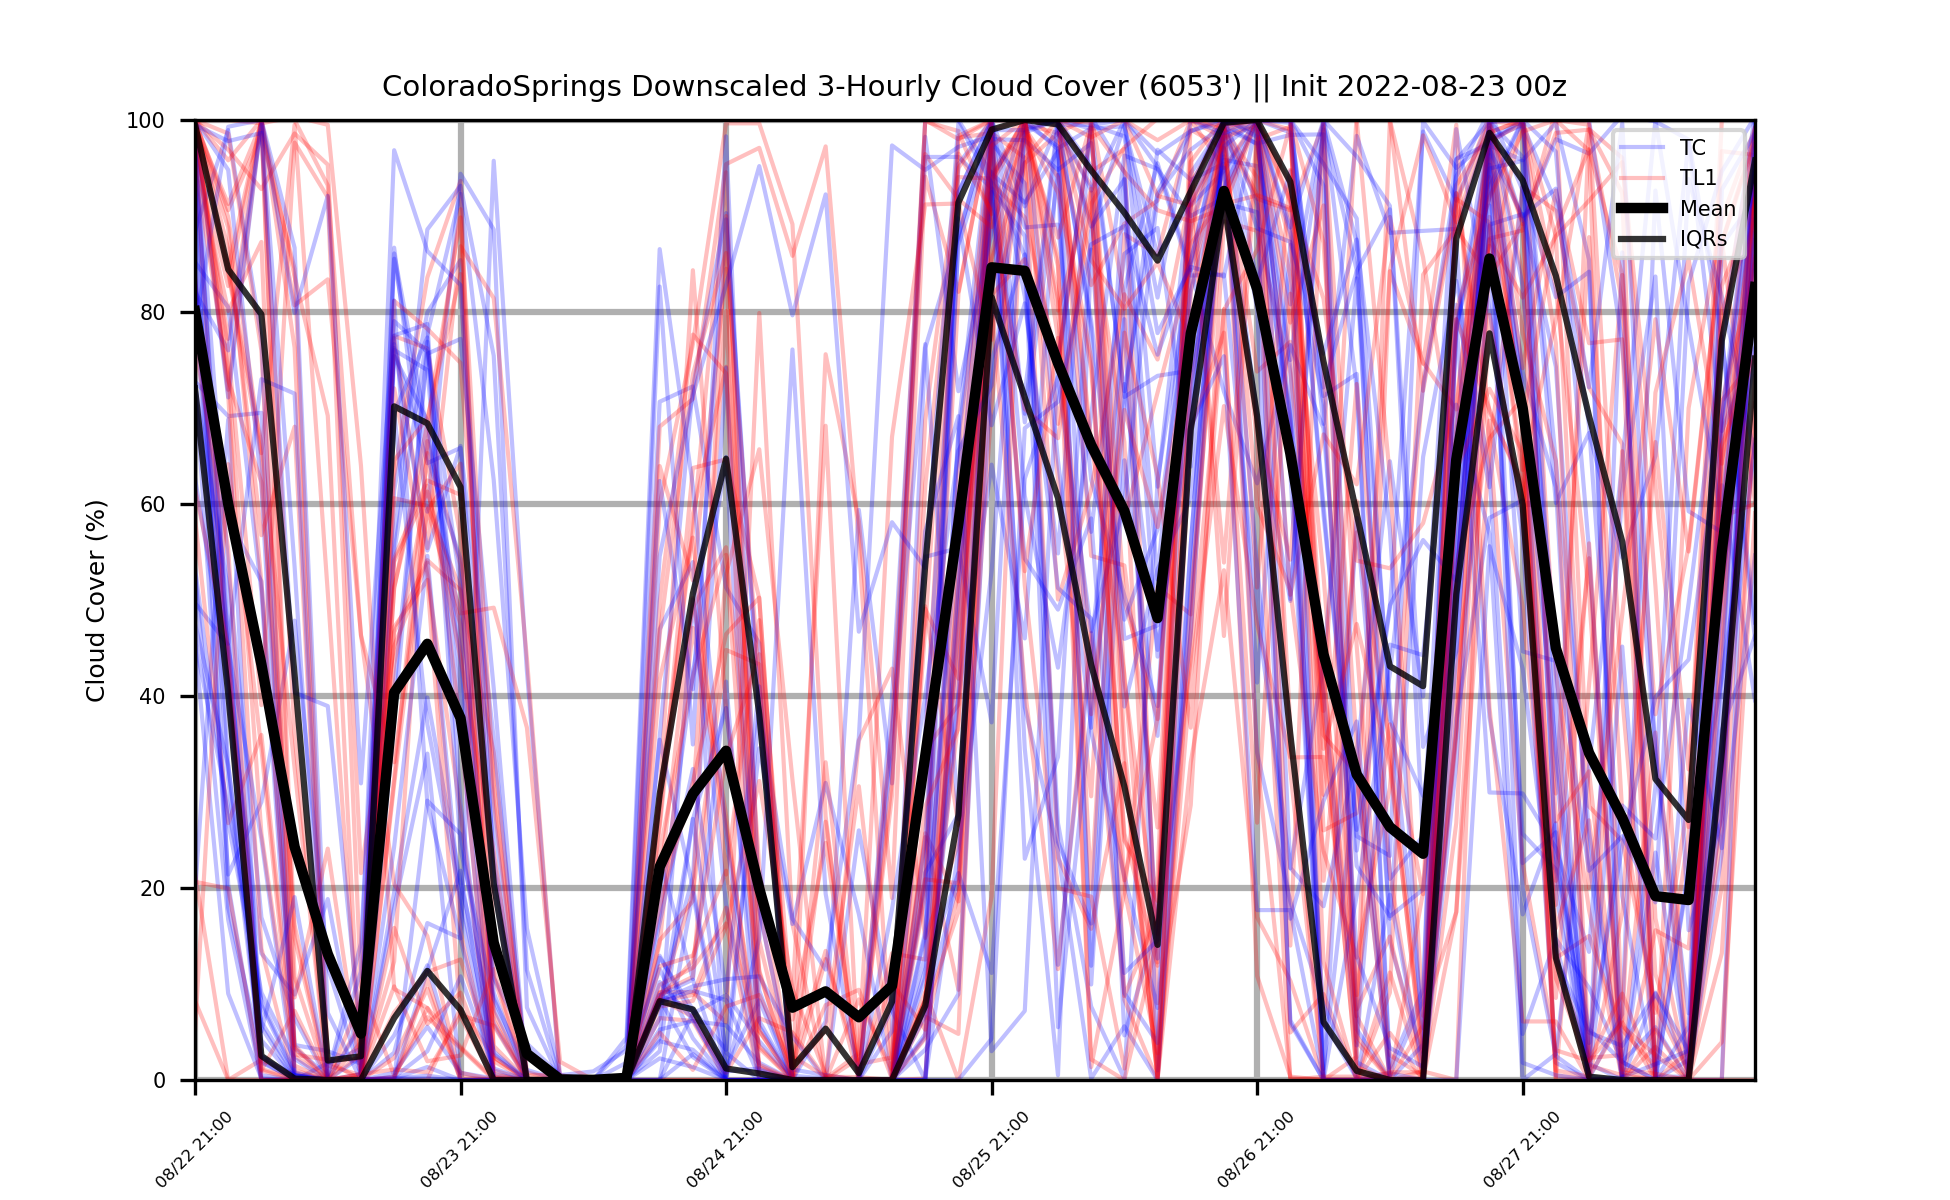 ColoradoSprings Downscaled 3-Hourly Cloud Cover (6053') || Init 2022-08-23 00z
TC
TL1
Mean
IQRs
Cloud Cover (%)
100
80
60
40
20
0
08/22 21:00
08/23 21:00
08/24 21:00
08/25 21:00
08/26 21:00
08/27 21:00